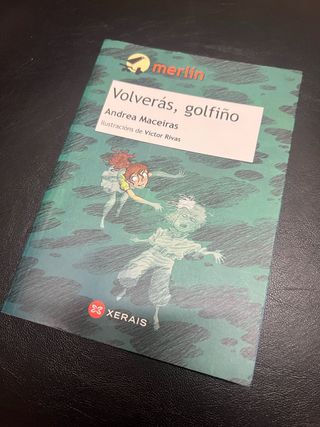 merlín
Volverás, golfiño
Andrea Maceiras
Ilustracións de Víctor Rivas
XERAIS